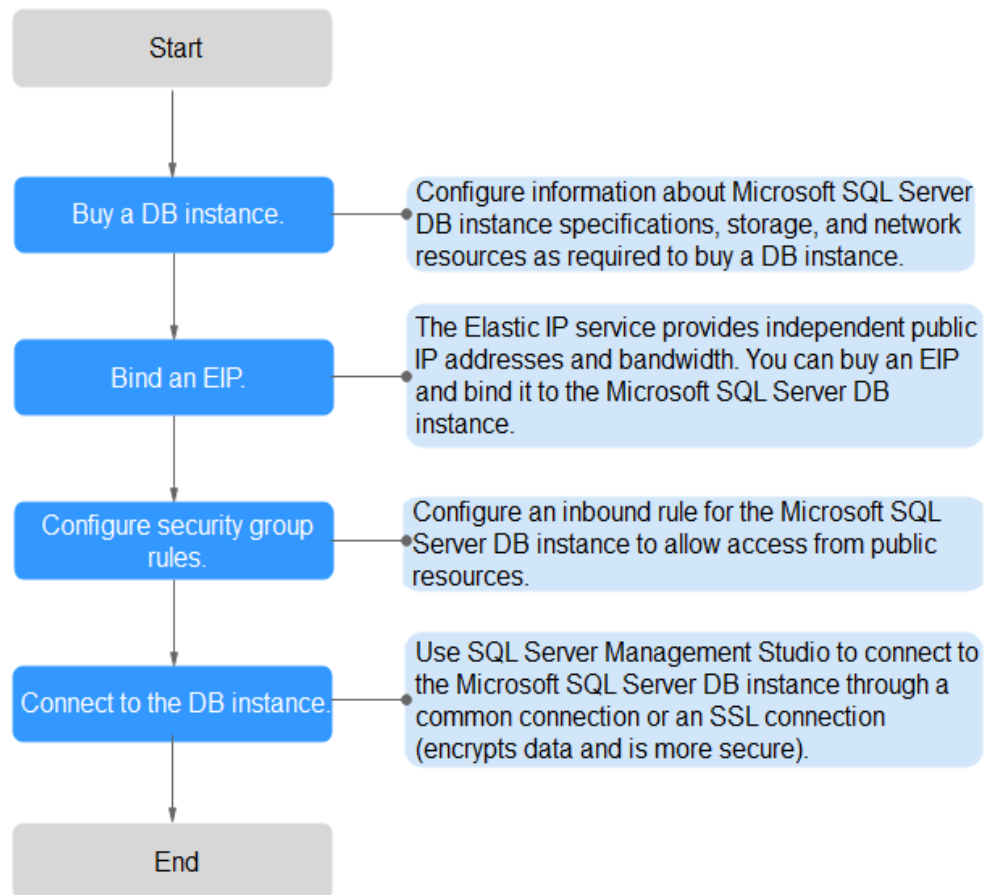 Start
Buy a DB instance.
Configure information about Microsoft SQL Server
DB instance specifications, storage, and network
resources as required to buy a DB instance.
Bind an EIP.
The Elastic IP service provides independent public
IP addresses and bandwidth. You can buy an EIP
and bind it to the Microsoft SQL Server DB
instance.
Configure security group
rules.
Configure an inbound rule for the Microsoft SQL
Server DB instance to allow access from public
resources.
Connect to the DB instance.
Use SQL Server Management Studio to connect to
the Microsoft SQL Server DB instance through a
common connection or an SSL connection
(encrypts data and is more secure).
End